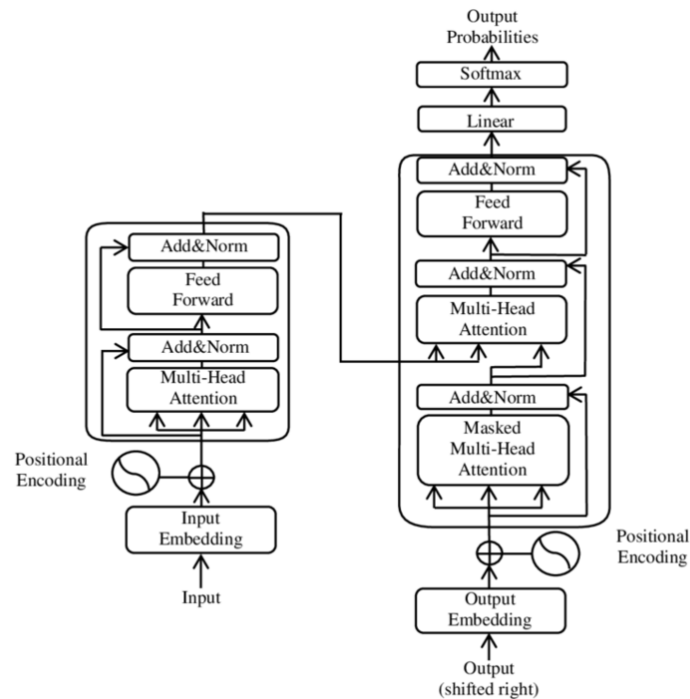 Output
Probabilities
Softmax
Linear
Add&Norm
Feed
Forward
Add&Norm
Multi-Head
Attention
Add&Norm
Masked
Multi-Head
Attention
Positional
Encoding
Output
Embedding
Output
(shifted right)
Add&Norm
Feed
Forward
Add&Norm
Multi-Head
Attention
Positional
Encoding
Input
Embedding
Input